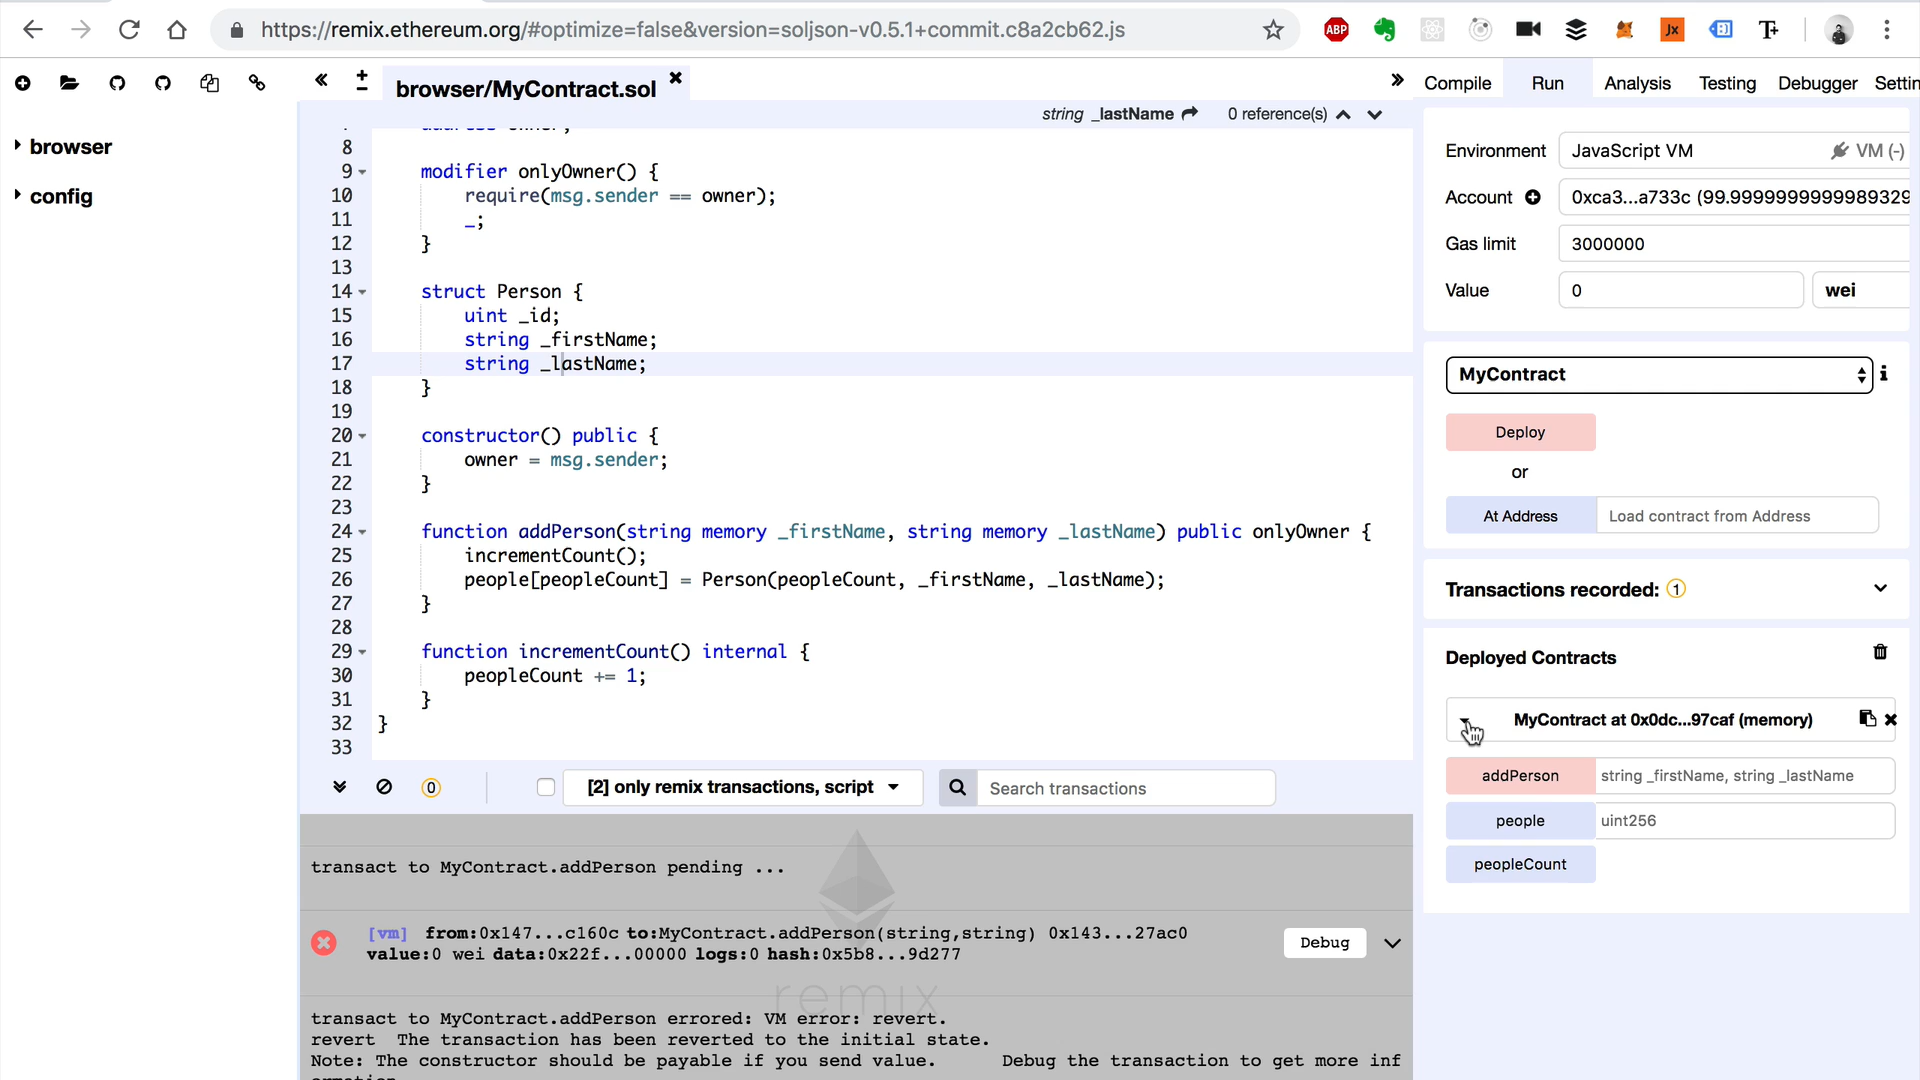 https://remix.ethereum.org/#optimize=false&version=soljson-v0.5.1+commit.c8a2cb62.js
ABP
Jx
browser/MyContract.sol
Compile Run Analysis Testing Debugger Settin
string _lastName 0 reference(s)
browser
config
8
9 modifier onlyOwner() {
10 require(msg.sender == owner);
11 _;
12 }
13
14 struct Person {
15 uint _id;
16 string _firstName;
17 string _lastName;
18 }
19
20 constructor() public {
21 owner = msg.sender;
22 }
23
24 function addPerson(string memory _firstName, string memory _lastName) public onlyOwner {
25 incrementCount();
26 people[peopleCount] = Person(peopleCount, _firstName, _lastName);
27 }
28
29 function incrementCount() internal {
30 peopleCount += 1;
31 }
32 }
33
Environment JavaScript VM VM (-)
Account 0xca3...a733c (99.9999999999989329
Gas limit 3000000
Value 0 wei
MyContract
Deploy
or
At Address Load contract from Address
Transactions recorded: 1
Deployed Contracts
MyContract at 0x0dc...97caf (memory)
addPerson string _firstName, string _lastName
people uint256
peopleCount
0 [2] only remix transactions, script Search transactions
transact to MyContract.addPerson pending ...
[vm] from:0x147...c160c to:MyContract.addPerson(string,string) 0x143...27ac0
value:0 wei data:0x22f...00000 logs:0 hash:0x5b8...9d277
Debug
remix
transact to MyContract.addPerson errored: VM error: revert.
revert The transaction has been reverted to the initial state.
Note: The constructor should be payable if you send value. Debug the transaction to get more inf